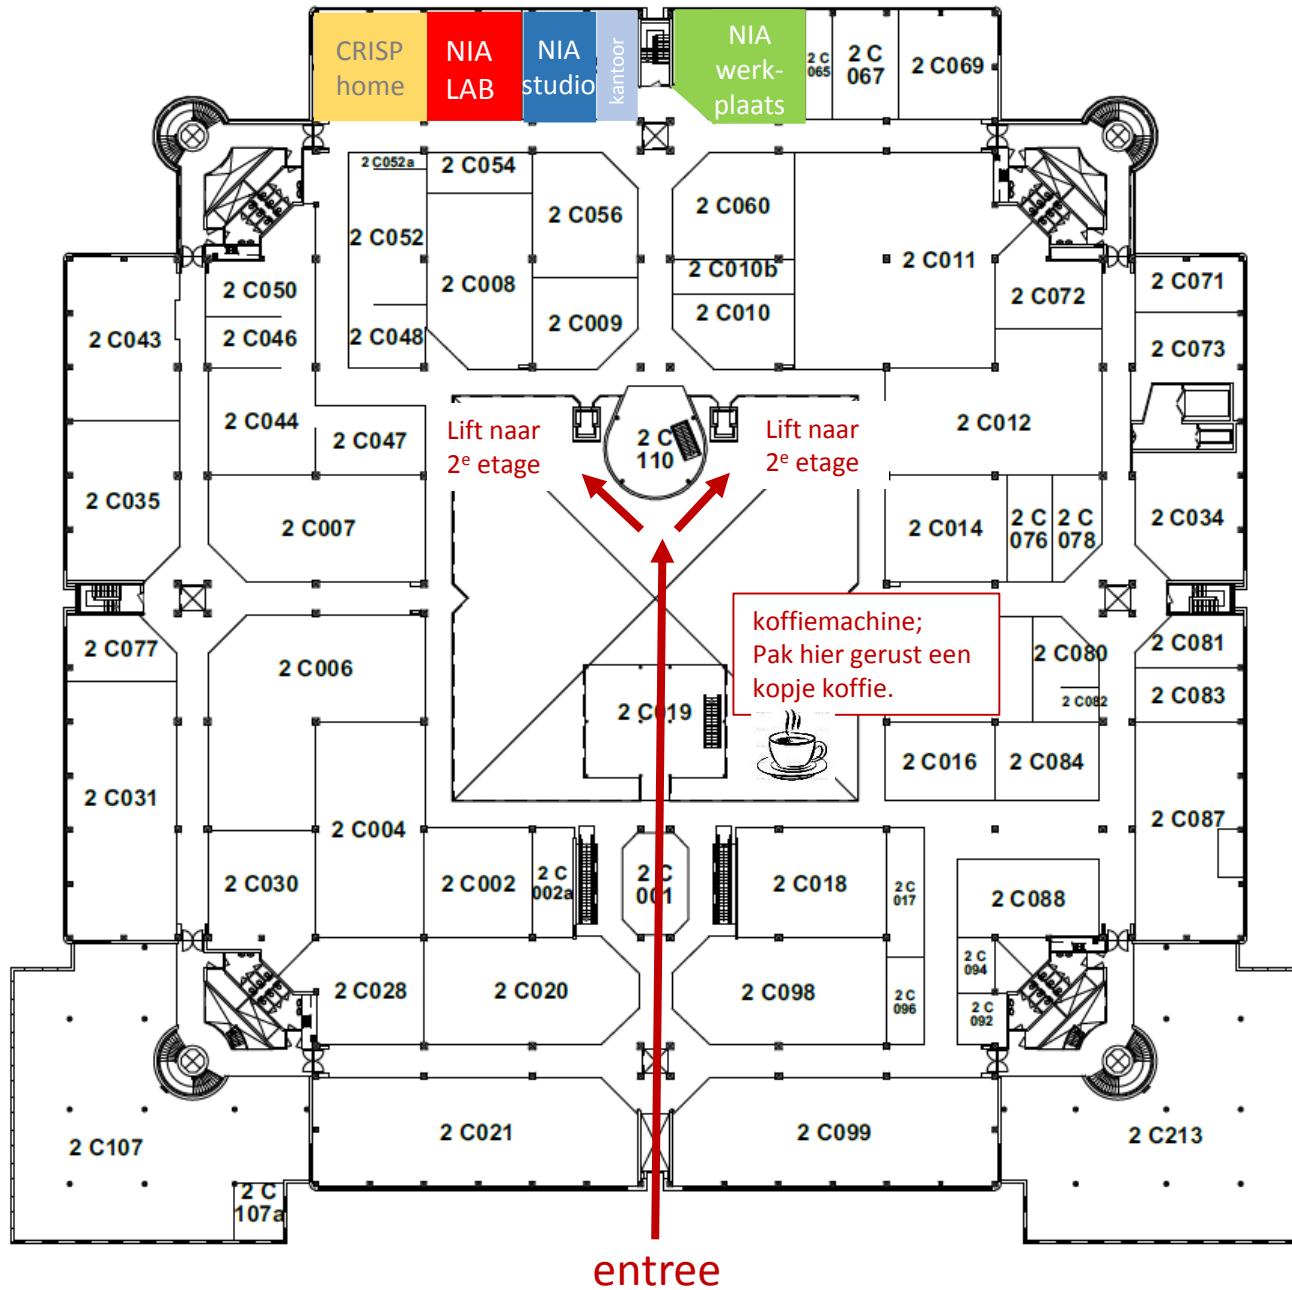 CRISP
home
NIA
LAB
NIA
studio
kantoor
NIA
werk-
plaats
2 C
065
2 C
067
2 C069
2 C052a
2 C054
2 C056
2 C060
2 C052
2 C011
2 C008
2 C010b
2 C050
2 C072
2 C071
2 C009
2 C010
2 C043
2 C046
2 C048
2 C073
2 C044
2 C047
Lift naar
2e etage
2 C
110
Lift naar
2e etage
2 C012
2 C035
2 C007
2 C014
2 C
076
2 C
078
2 C034
koffiemachine;
Pak hier gerust een
kopje koffie.
2 C077
2 C006
2 C080
2 C081
2 C082
2 C083
2 C019
2 C016
2 C084
2 C031
2 C004
2 C087
2 C030
2 C002
2 C
002a
2 C
001
2 C018
2 C
017
2 C088
2 C028
2 C020
2 C098
2 C
096
2 C
094
2 C
092
2 C107
2 C021
2 C099
2 C213
2 C
107a
entree